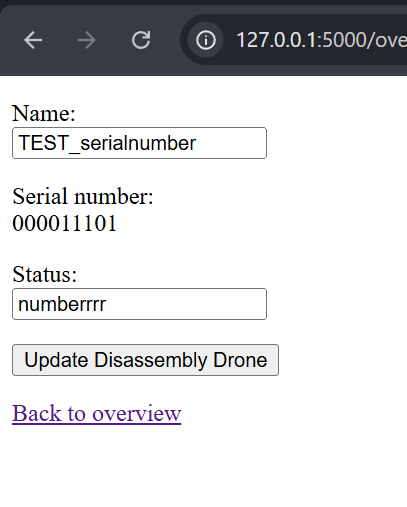 127.0.0.1:5000/ove
Name:
TEST_serialnumber
Serial number:
000011101
Status:
numberrrr
Update Disassembly Drone
Back to overview